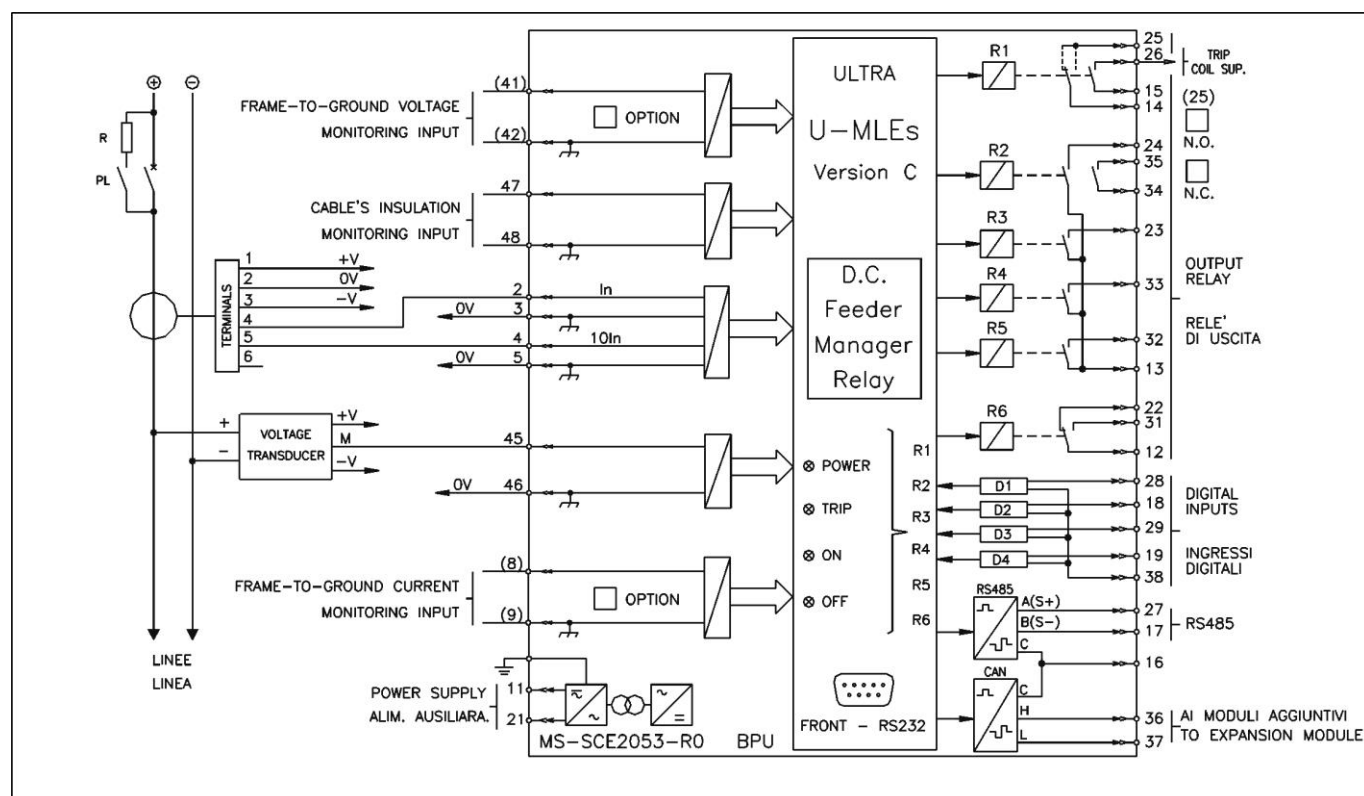 ⊕ ⊖
R
PL
LINEE
LINEA
FRAME-TO-GROUND VOLTAGE
MONITORING INPUT
(41)
(42)
OPTION
CABLE'S INSULATION
MONITORING INPUT
47
48
TERMINALS
1
2
3
4
5
6
+V
0V
-V
0V
0V
2
3
4
5
In
10In
+
-
VOLTAGE
TRANSDUCER
+V
M
-V
0V
45
46
FRAME-TO-GROUND CURRENT
MONITORING INPUT
(8)
(9)
OPTION
POWER SUPPLY
ALIM. AUSILIARA.
11
21
MS-SCE2053-R0 BPU
ULTRA
U-MLEs
Version C
D.C.
Feeder
Manager
Relay
POWER
TRIP
ON
OFF
R1
R2
R3
R4
R5
R6
FRONT - RS232
R1
R2
R3
R4
R5
R6
D1
D2
D3
D4
RS485
A(S+)
B(S-)
C
CAN
C
H
L
25
26
15
14
24
35
34
23
33
32
13
22
31
12
28
18
29
19
38
27
17
16
36
37
TRIP
COIL SUP.
(25)
N.O.
N.C.
OUTPUT
RELAY
RELE'
DI USCITA
DIGITAL
INPUTS
INGRESSI
DIGITALI
RS485
AI MODULI AGGIUNTIVI
TO EXPANSION MODULE